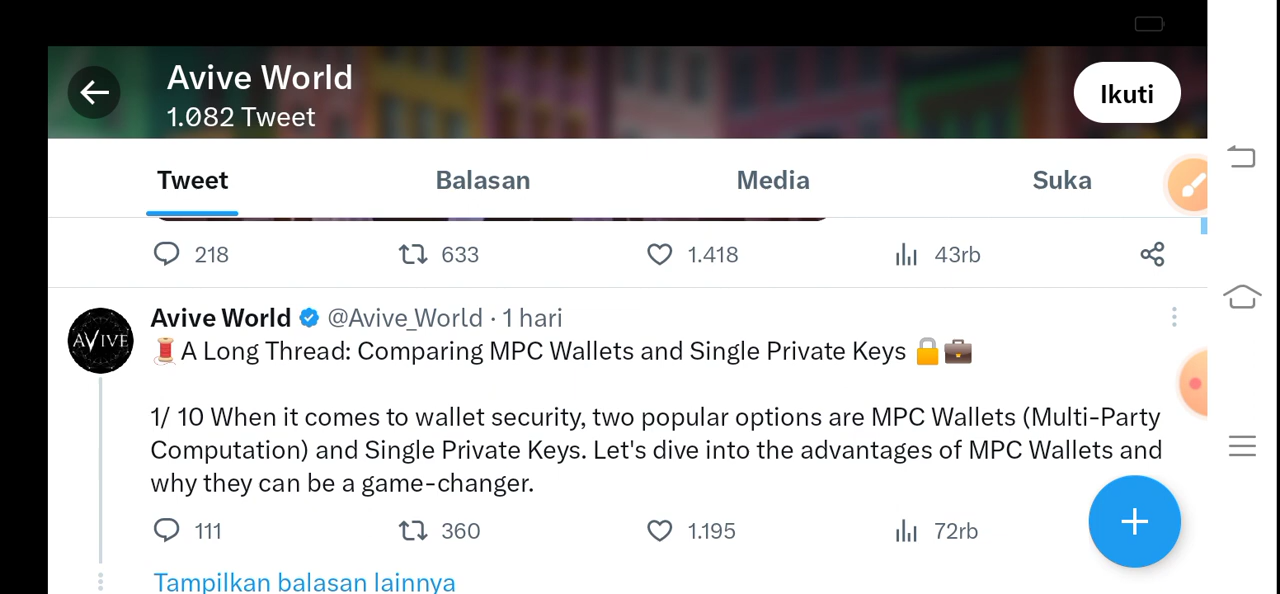 Avive World
1.082 Tweet
Ikuti
Tweet Balasan Media Suka
218 633 1.418 43rb
AVIVE
Avive World @Avive_World · 1 hari
🧵A Long Thread: Comparing MPC Wallets and Single Private Keys 🔒💼
1/ 10 When it comes to wallet security, two popular options are MPC Wallets (Multi-Party
Computation) and Single Private Keys. Let's dive into the advantages of MPC Wallets and
why they can be a game-changer.
111 360 1.195 72rb
Tampilkan balasan lainnya